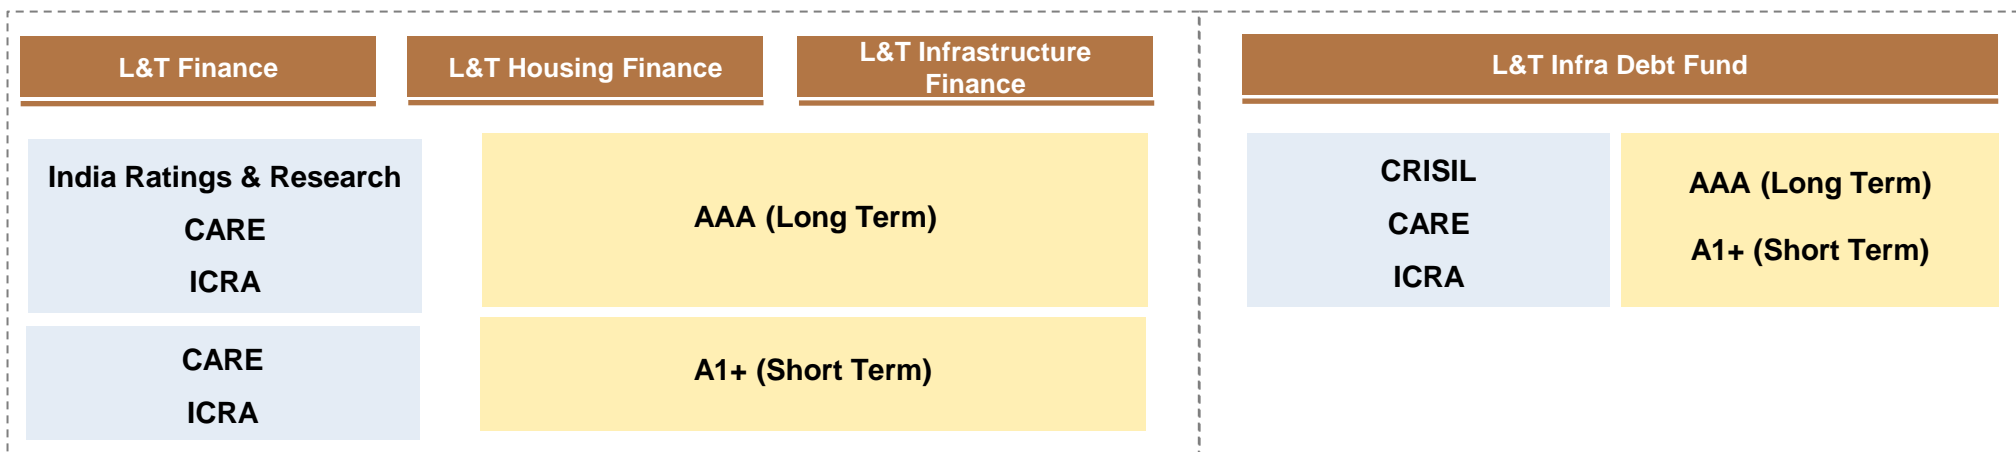 L&T Finance
L&T Housing Finance
L&T Infrastructure
Finance
India Ratings & Research
CARE
ICRA
AAA (Long Term)
CARE
ICRA
A1+ (Short Term)
L&T Infra Debt Fund
CRISIL
CARE
ICRA
AAA (Long Term)
A1+ (Short Term)